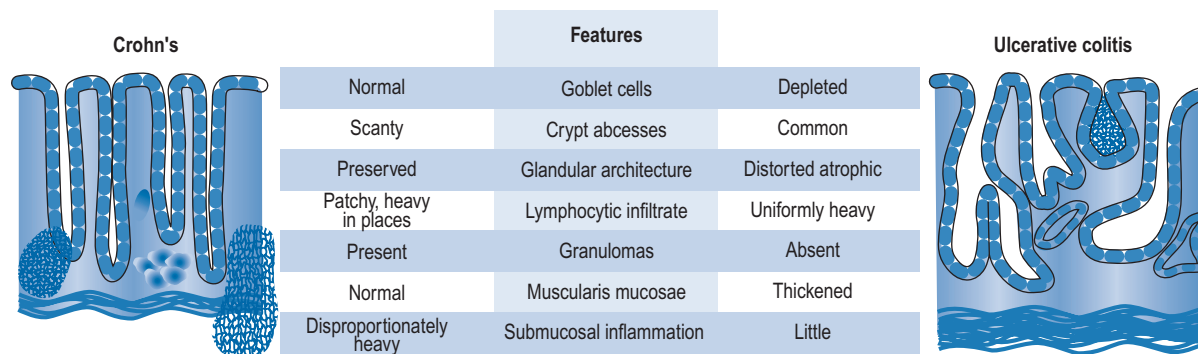 Crohn's
Features
Ulcerative colitis
Normal
Goblet cells
Depleted
Scanty
Crypt abcesses
Common
Preserved
Glandular architecture
Distorted atrophic
Patchy, heavy
in places
Lymphocytic infiltrate
Uniformly heavy
Present
Granulomas
Absent
Normal
Muscularis mucosae
Thickened
Disproportionately
heavy
Submucosal inflammation
Little